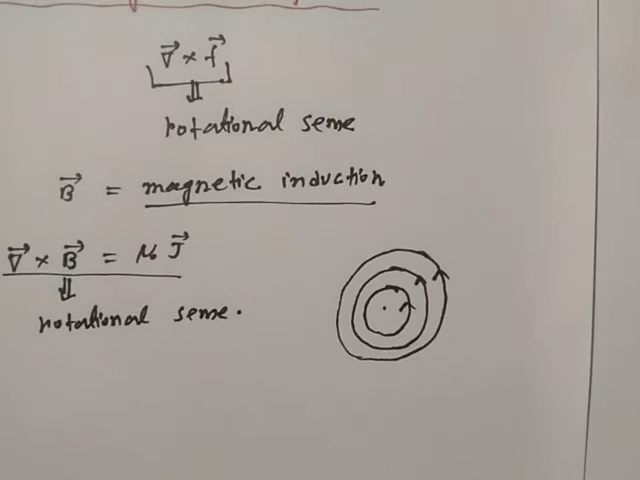 ∇⃗ × f⃗
⇓
rotational sense
B⃗ = magnetic induction
∇⃗ × B⃗ = μ₀ J⃗
⇓
rotational sense.